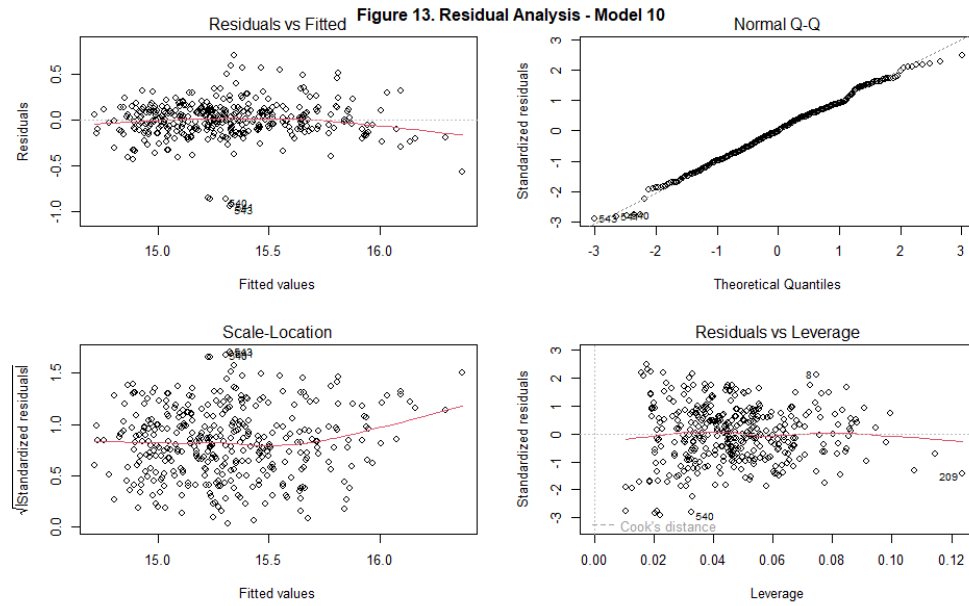 Figure 13. Residual Analysis - Model 10
Residuals vs Fitted
Residuals
0.5
0.0
-0.5
-1.0
540
543
15.0 15.5 16.0
Fitted values
Normal Q-Q
Standardized residuals
3
2
1
0
-1
-2
-3
543
-3 -2 -1 0 1 2 3
Theoretical Quantiles
Scale-Location
√|Standardized residuals|
1.5
1.0
0.5
0.0
543
540
15.0 15.5 16.0
Fitted values
Residuals vs Leverage
Standardized residuals
3
2
1
0
-1
-2
-3
8
209
540
Cook's distance
0.00 0.02 0.04 0.06 0.08 0.10 0.12
Leverage